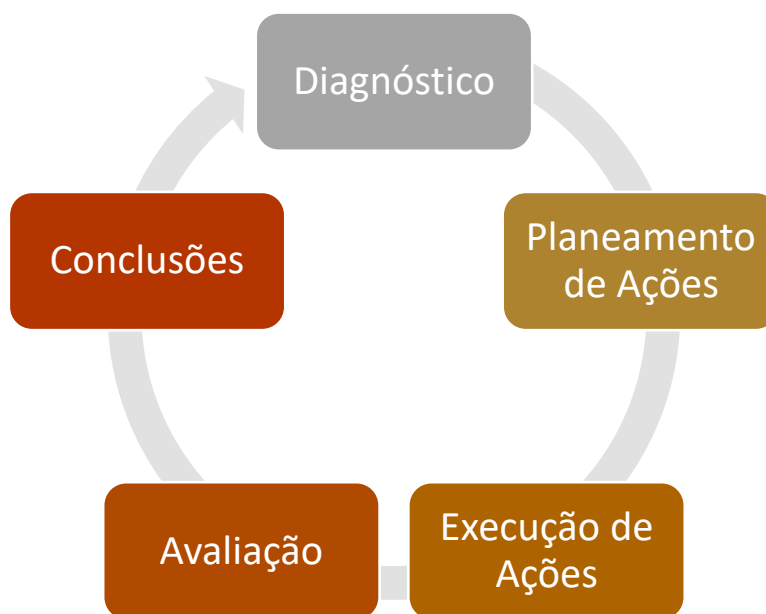 Diagnóstico
Planeamento
de Ações
Execução de
Ações
Avaliação
Conclusões